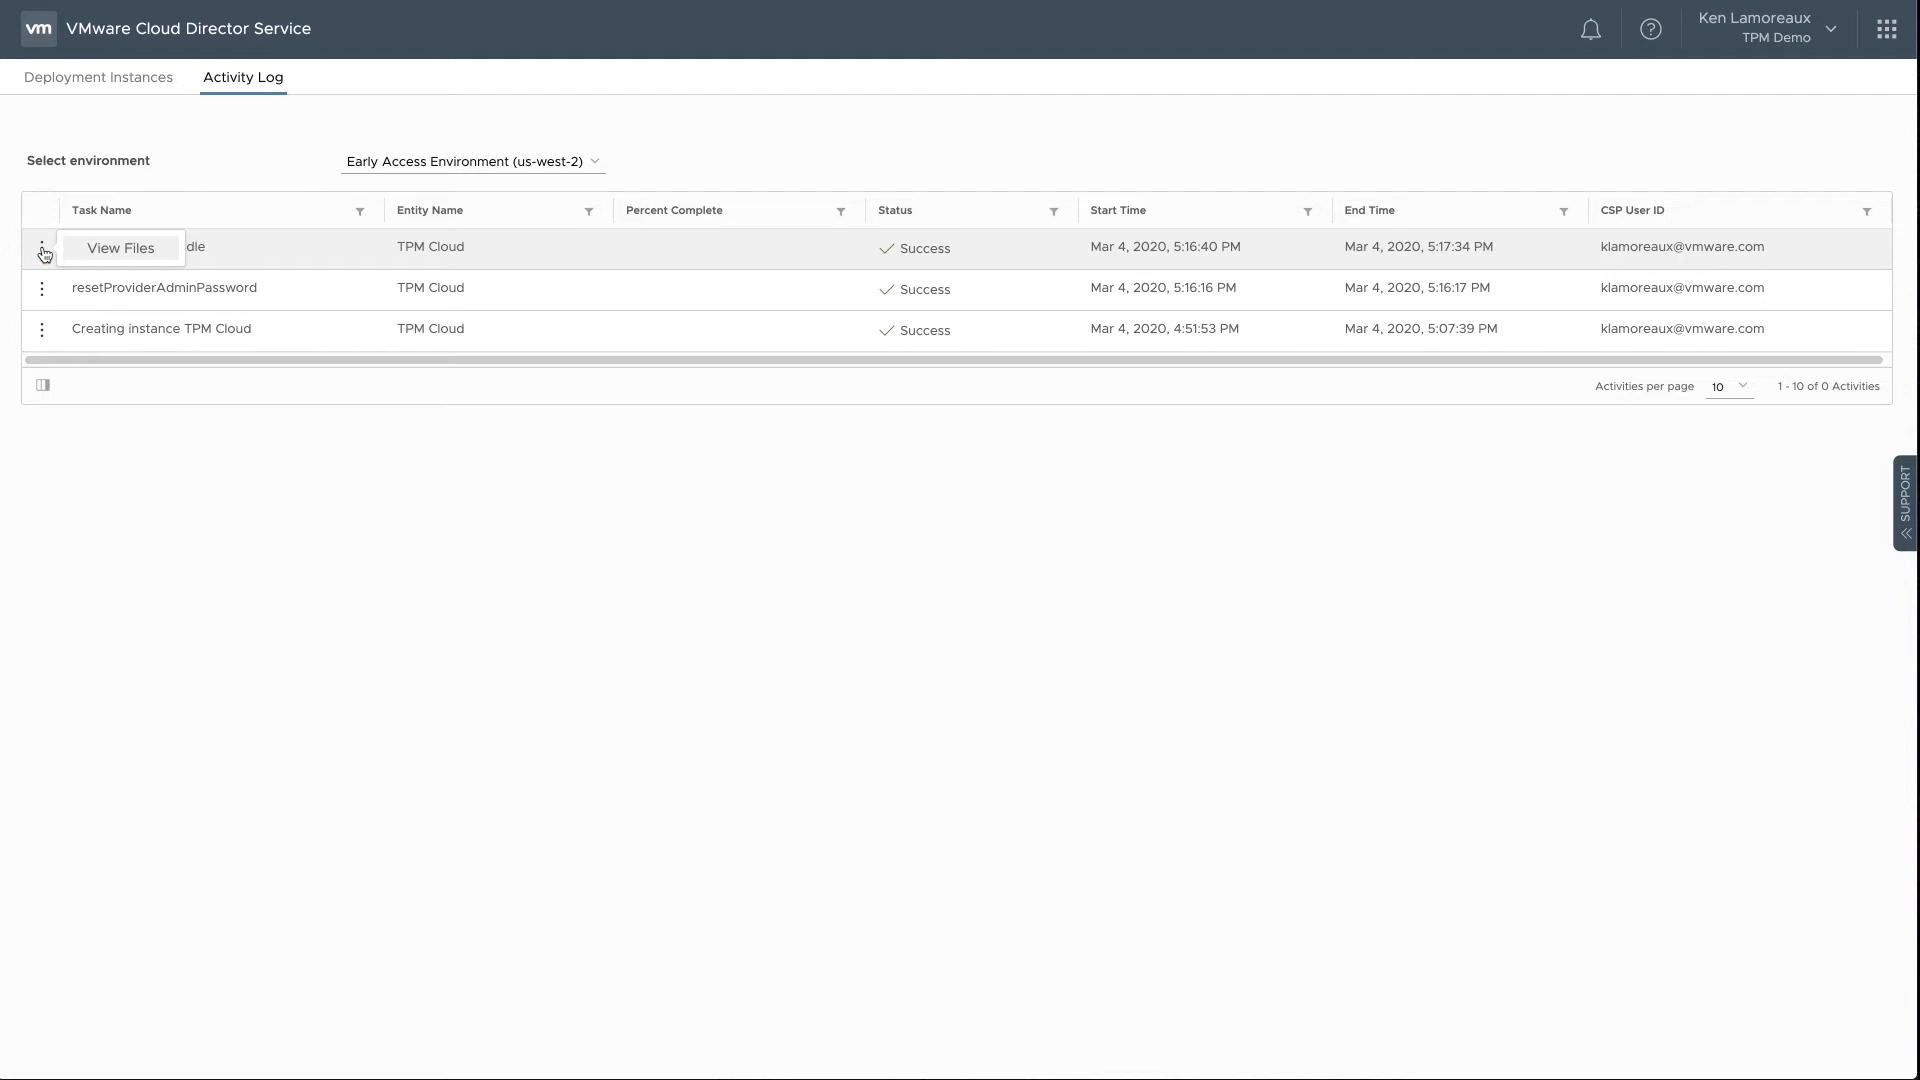 vm VMware Cloud Director Service
Ken Lamoreaux
TPM Demo
Deployment Instances Activity Log
Select environment Early Access Environment (us-west-2)
Task Name Entity Name Percent Complete Status Start Time End Time CSP User ID
View Files dle TPM Cloud Success Mar 4, 2020, 5:16:40 PM Mar 4, 2020, 5:17:34 PM klamoreaux@vmware.com
resetProviderAdminPassword TPM Cloud Success Mar 4, 2020, 5:16:16 PM Mar 4, 2020, 5:16:17 PM klamoreaux@vmware.com
Creating instance TPM Cloud TPM Cloud Success Mar 4, 2020, 4:51:53 PM Mar 4, 2020, 5:07:39 PM klamoreaux@vmware.com
Activities per page 10 1 - 10 of 0 Activities
SUPPORT